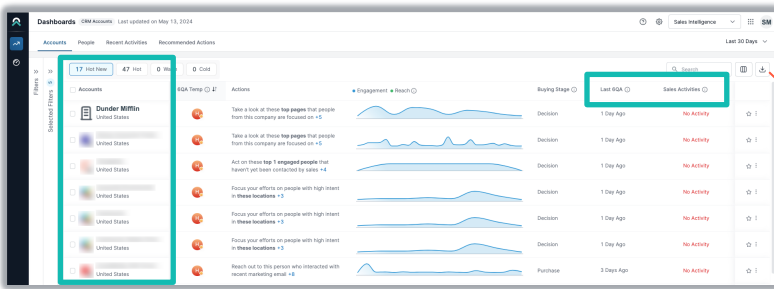 Dashboards CRM Accounts Last updated on May 13, 2024 Sales Intelligence SM
Accounts People Recent Activities Recommended Actions Last 30 Days
17 Hot New 47 Hot 0 0 Cold Search
Filters
Selected Filters
Accounts 6QA Temp Actions Engagement Reach Buying Stage Last 6QA Sales Activities
Dunder Mifflin
United States
Take a look at these top pages that people
from this company are focused on +5
Decision 1 Day Ago No Activity
United States
Take a look at these top pages that people
from this company are focused on +5
Decision 1 Day Ago No Activity
United States
Act on these top 1 engaged people that
haven't yet been contacted by sales +4
Decision 1 Day Ago No Activity
United States
Focus your efforts on people with high intent
in these locations +3
Decision 1 Day Ago No Activity
United States
Focus your efforts on people with high intent
in these locations +3
Decision 1 Day Ago No Activity
United States
Focus your efforts on people with high intent
in these locations +3
Decision 1 Day Ago No Activity
United States
Reach out to this person who interacted with
recent marketing email +8
Purchase 3 Days Ago No Activity